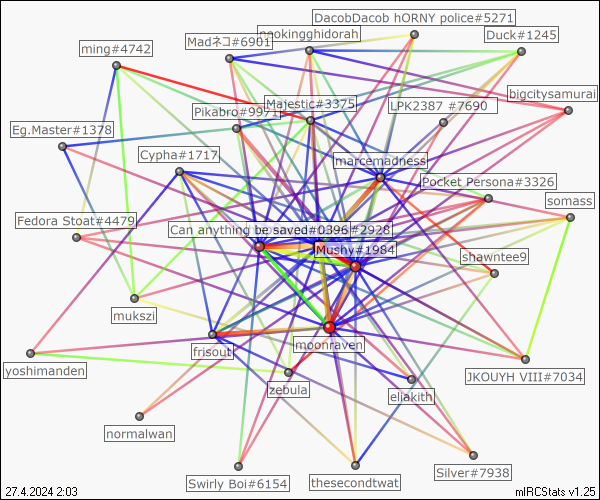 DacobDacob hORNY police#5271
Madネコ#6901
neokingghidorah
Duck#1245
ming#4742
bigcitysamurai
Majestic#3375
LPK2387 #7690
Pikabro#9971
Eg.Master#1378
Cypha#1717
marcemadness
Pocket Persona#3326
somass
Fedora Stoat#4479
Can anything be saved#0396
#2928
Mushy#1984
shawntee9
mukszi
moonraven
frisout
yoshimanden
JKOUYH VIII#7034
zebula
eliakith
normalwan
Silver#7938
Swirly Boi#6154
thesecondtwat
27.4.2024 2:03
mIRCStats v1.25